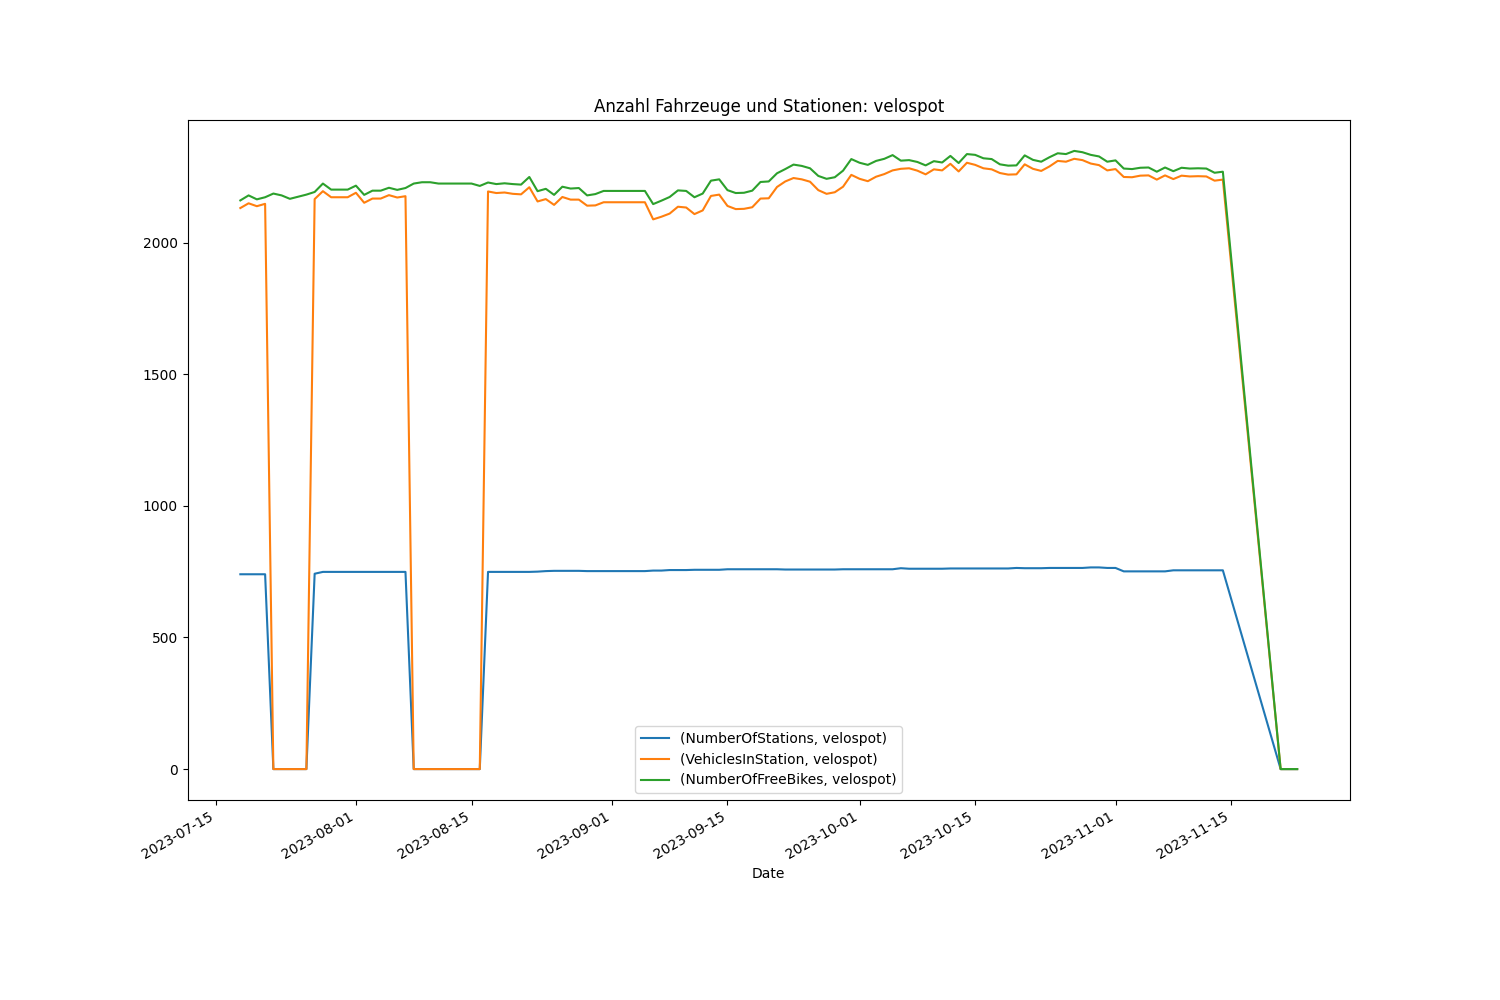 Anzahl Fahrzeuge und Stationen: velospot
2000
1500
1000
500
0
(NumberOfStations, velospot)
(VehiclesInStation, velospot)
(NumberOfFreeBikes, velospot)
2023-07-15
2023-08-01
2023-08-15
2023-09-01
2023-09-15
2023-10-01
2023-10-15
2023-11-01
2023-11-15
Date